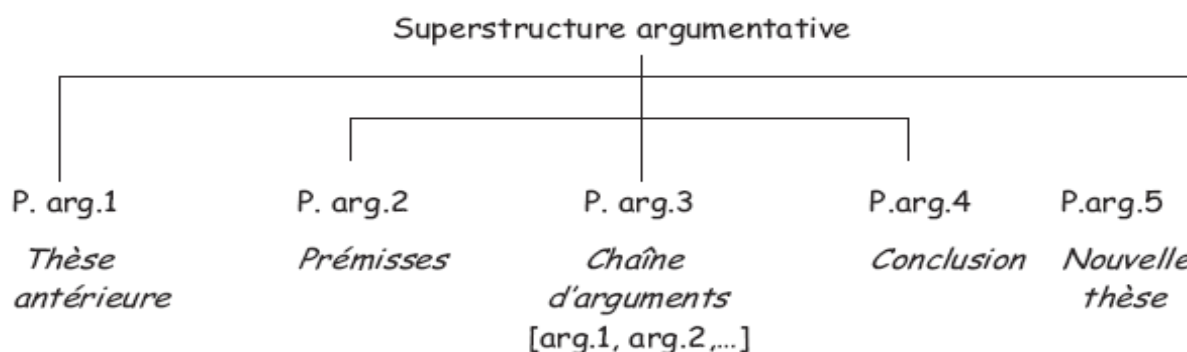 Superstructure argumentative
P. arg.1 P. arg.2 P. arg.3 P.arg.4 P.arg.5
Thèse Prémisses Chaîne Conclusion Nouvelle
antérieure d'arguments thèse
[arg.1, arg.2,...]